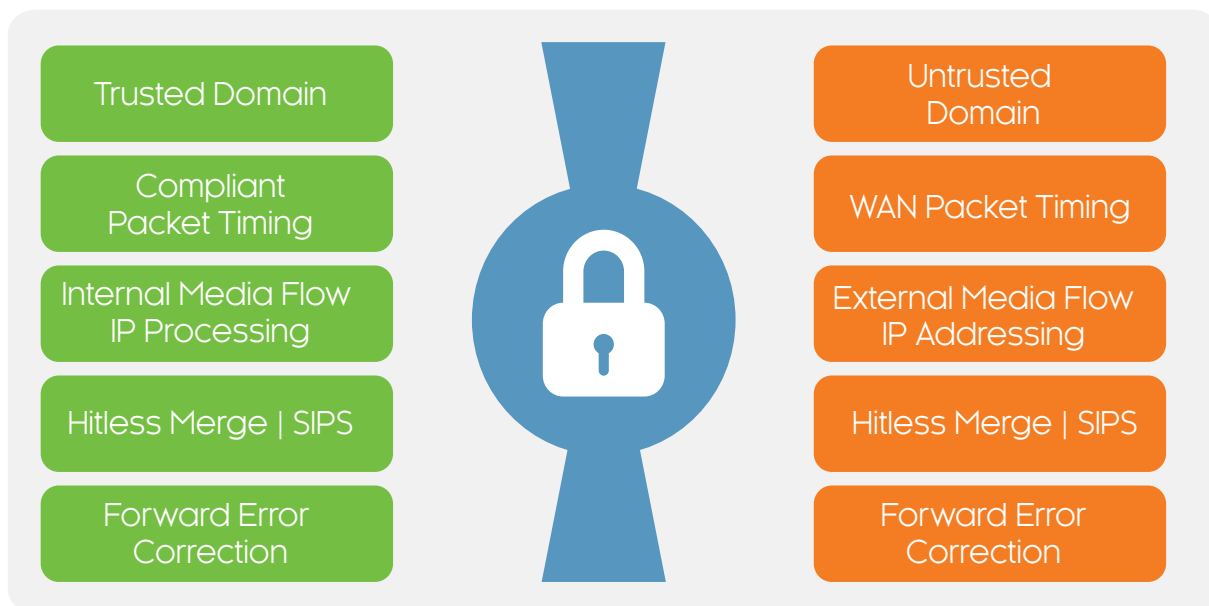 Trusted Domain
Compliant
Packet Timing
Internal Media Flow
IP Processing
Hitless Merge | SIPS
Forward Error
Correction
Untrusted
Domain
WAN Packet Timing
External Media Flow
IP Addressing
Hitless Merge | SIPS
Forward Error
Correction